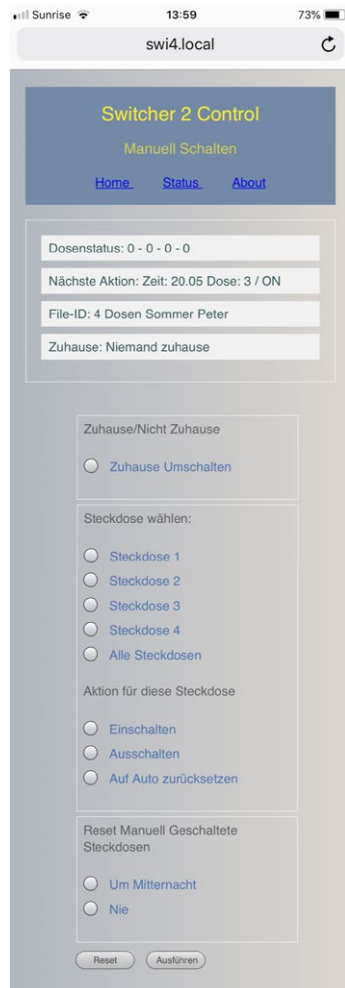 Sunrise 13:59 73%
swi4.local
Switcher 2 Control
Manuell Schalten
Home Status About
Dosenstatus: 0 - 0 - 0 - 0
Nächste Aktion: Zeit: 20.05 Dose: 3 / ON
File-ID: 4 Dosen Sommer Peter
Zuhause: Niemand zuhause
Zuhause/Nicht Zuhause
Zuhause Umschalten
Steckdose wählen:
Steckdose 1
Steckdose 2
Steckdose 3
Steckdose 4
Alle Steckdosen
Aktion für diese Steckdose
Einschalten
Ausschalten
Auf Auto zurücksetzen
Reset Manuell Geschaltete
Steckdosen
Um Mitternacht
Nie
Reset Ausführen